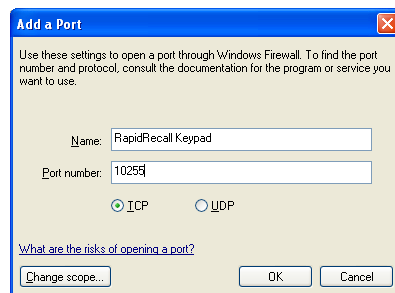 Add a Port
Use these settings to open a port through Windows Firewall. To find the port
number and protocol, consult the documentation for the program or service you
want to use.
Name: RapidRecall Keypad
Port number: 10255
TCP UDP
What are the risks of opening a port?
Change scope... OK Cancel